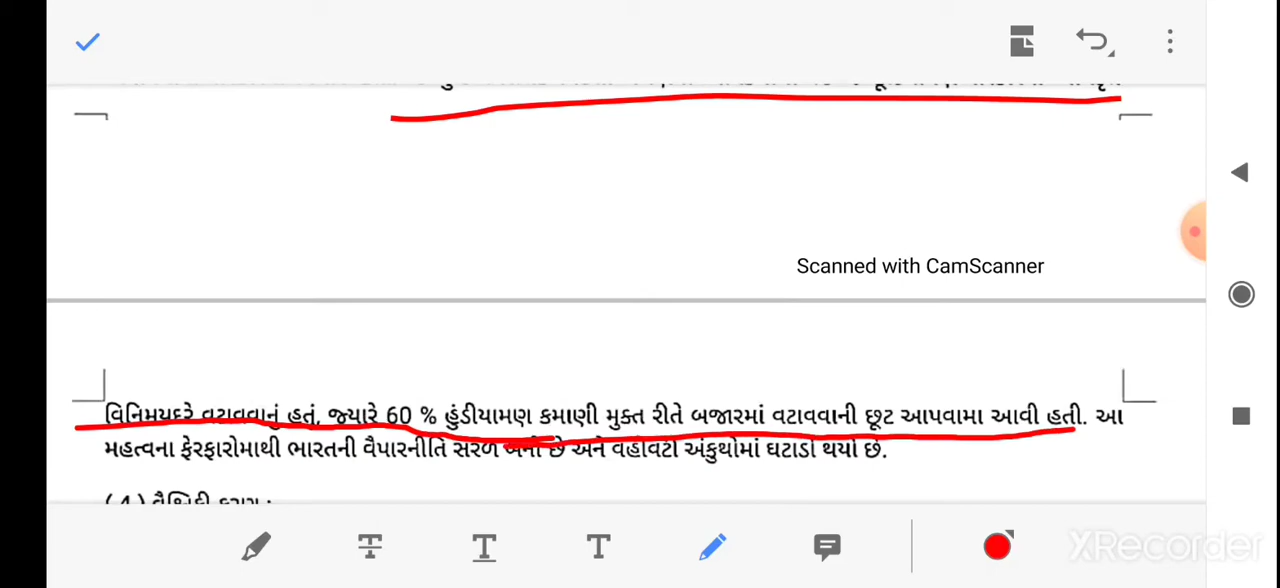 Scanned with CamScanner
વિનિમયદરે વટાવવાનું હતું, જ્યારે 60 % હુંડીયામણ કમાણી મુક્ત રીતે બજારમાં વટાવવાની છૂટ આપવામા આવી હતી. આ
મહત્વના ફેરફારોમાથી ભારતની વૈપારનીતિ સરળ બની છે અને વહીવટી અંકુથોમાં ઘટાડો થયો છે.
XRecorder